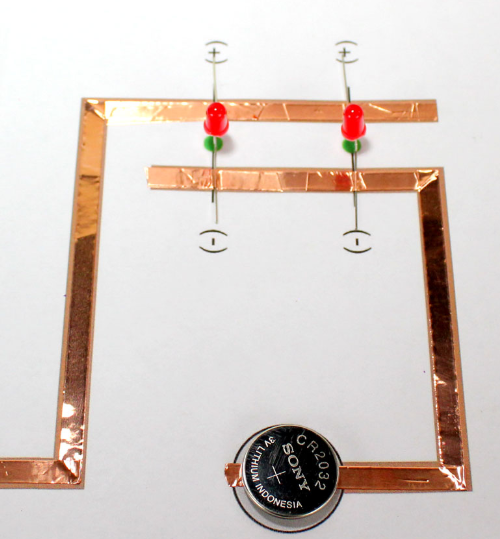 (+) (+)
(-) (-)
CR2032
SONY
+
3V LITHIUM INDONESIA